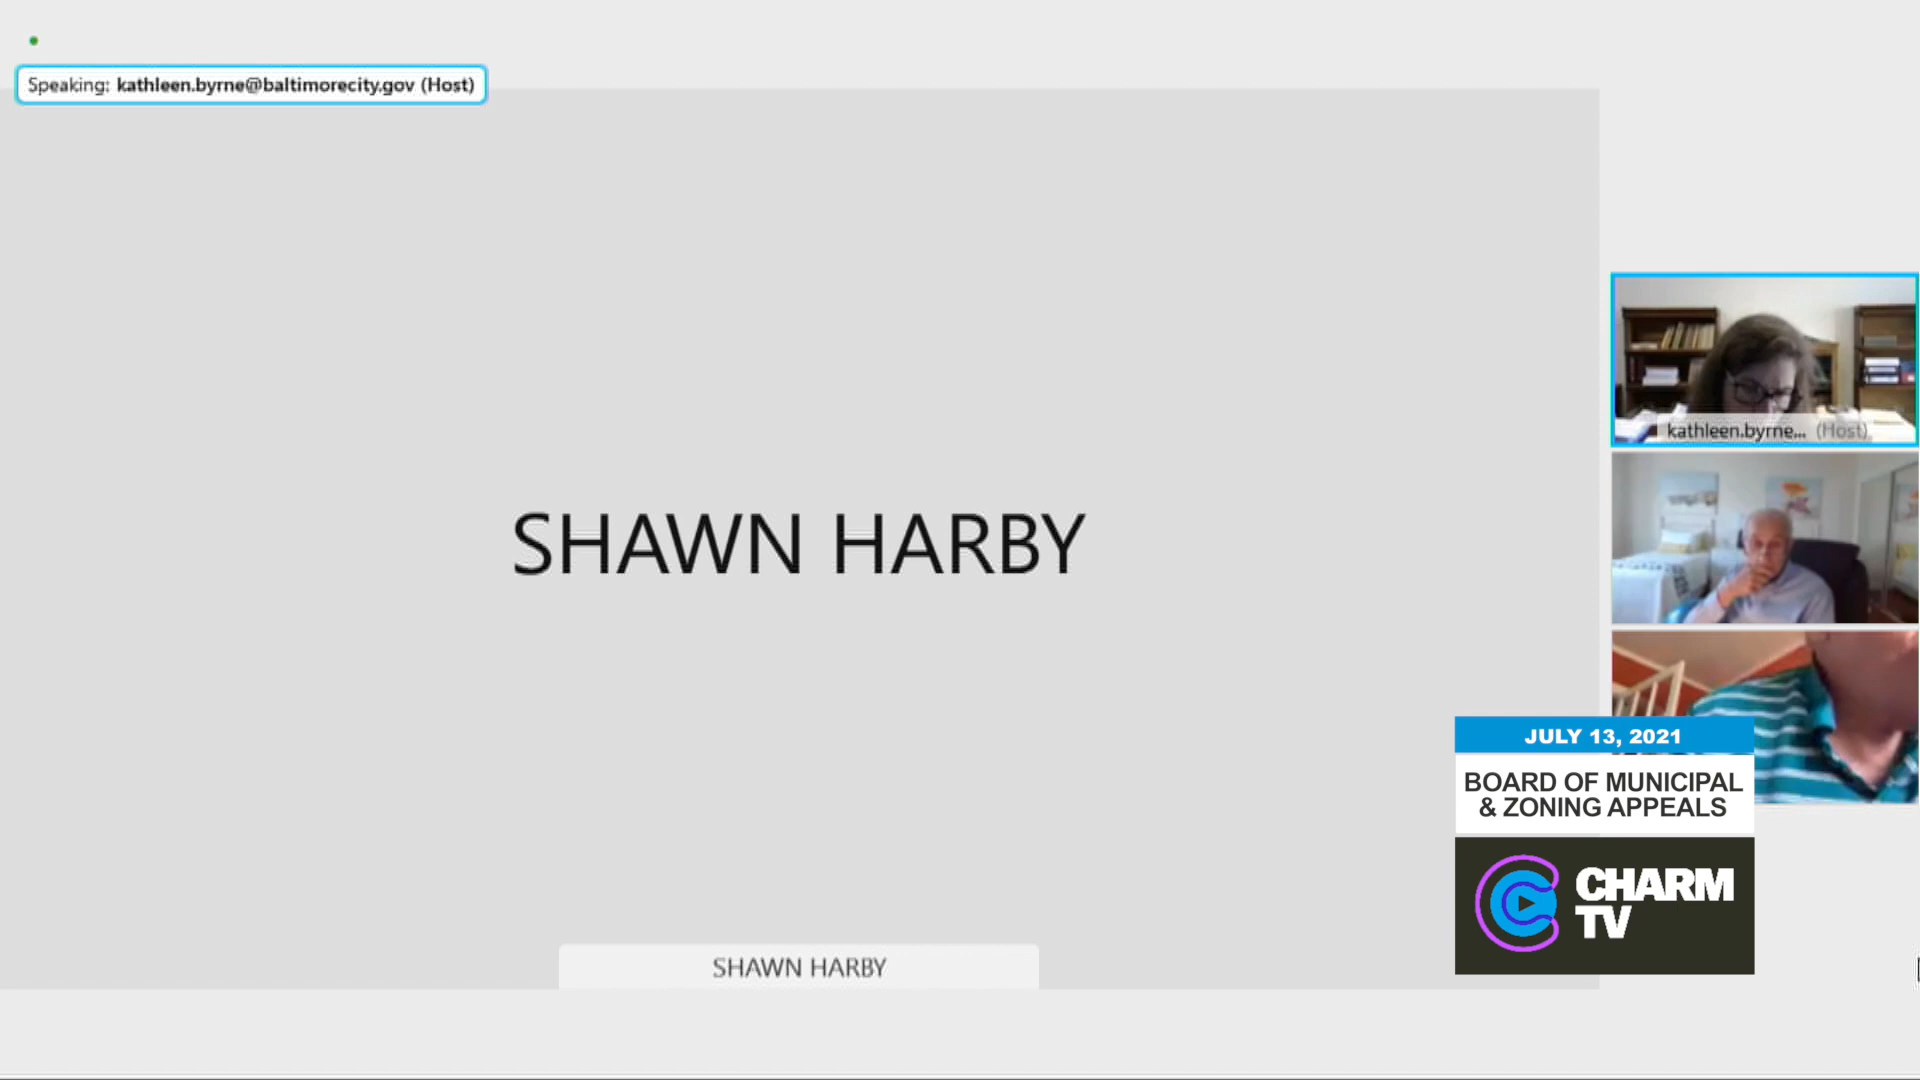 Speaking: kathleen.byrne@baltimorecity.gov (Host)
SHAWN HARBY
SHAWN HARBY
kathleen.byrne... (Host)
JULY 13, 2021
BOARD OF MUNICIPAL
& ZONING APPEALS
CHARM
TV